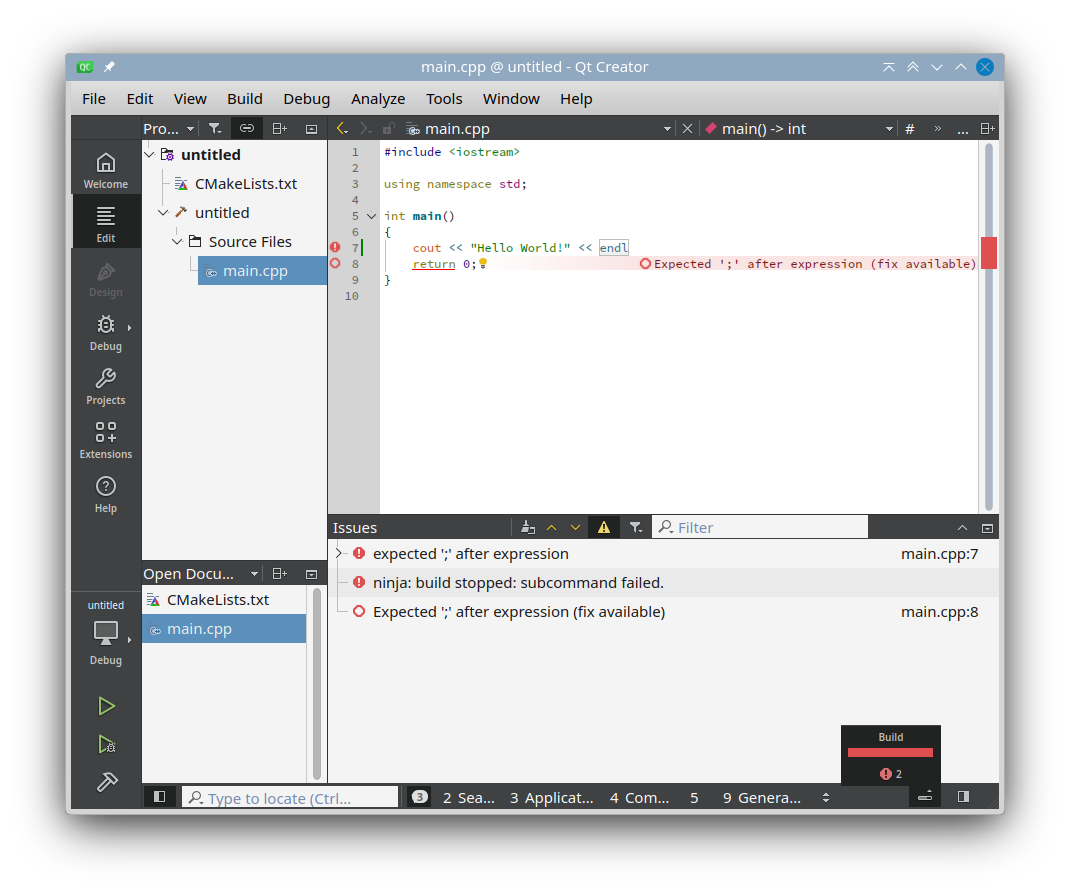 QC
main.cpp @ untitled - Qt Creator
File Edit View Build Debug Analyze Tools Window Help
Pro...
main.cpp
main() -> int
#
»
...
Welcome
Edit
Design
Debug
Projects
Extensions
Help
untitled
Debug
untitled
CMakeLists.txt
untitled
Source Files
main.cpp
1 #include <iostream>
2
3 using namespace std;
4
5 int main()
6 {
7 cout << "Hello World!" << endl
8 return 0; Expected ';' after expression (fix available)
9 }
10
Open Docu...
CMakeLists.txt
main.cpp
Issues
Filter
expected ';' after expression main.cpp:7
ninja: build stopped: subcommand failed.
Expected ';' after expression (fix available) main.cpp:8
Build
2
Type to locate (Ctrl...
3
2 Sea... 3 Applicat... 4 Com... 5 9 Genera...